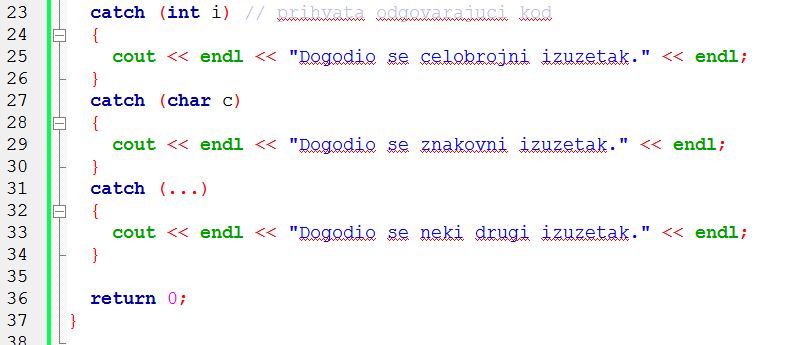 23 catch (int i) // prihvata odgovarajuci kod
24 {
25 cout << endl << "Dogodio se celobrojni izuzetak." << endl;
26 }
27 catch (char c)
28 {
29 cout << endl << "Dogodio se znakovni izuzetak." << endl;
30 }
31 catch (...)
32 {
33 cout << endl << "Dogodio se neki drugi izuzetak." << endl;
34 }
35
36 return 0;
37 }
38